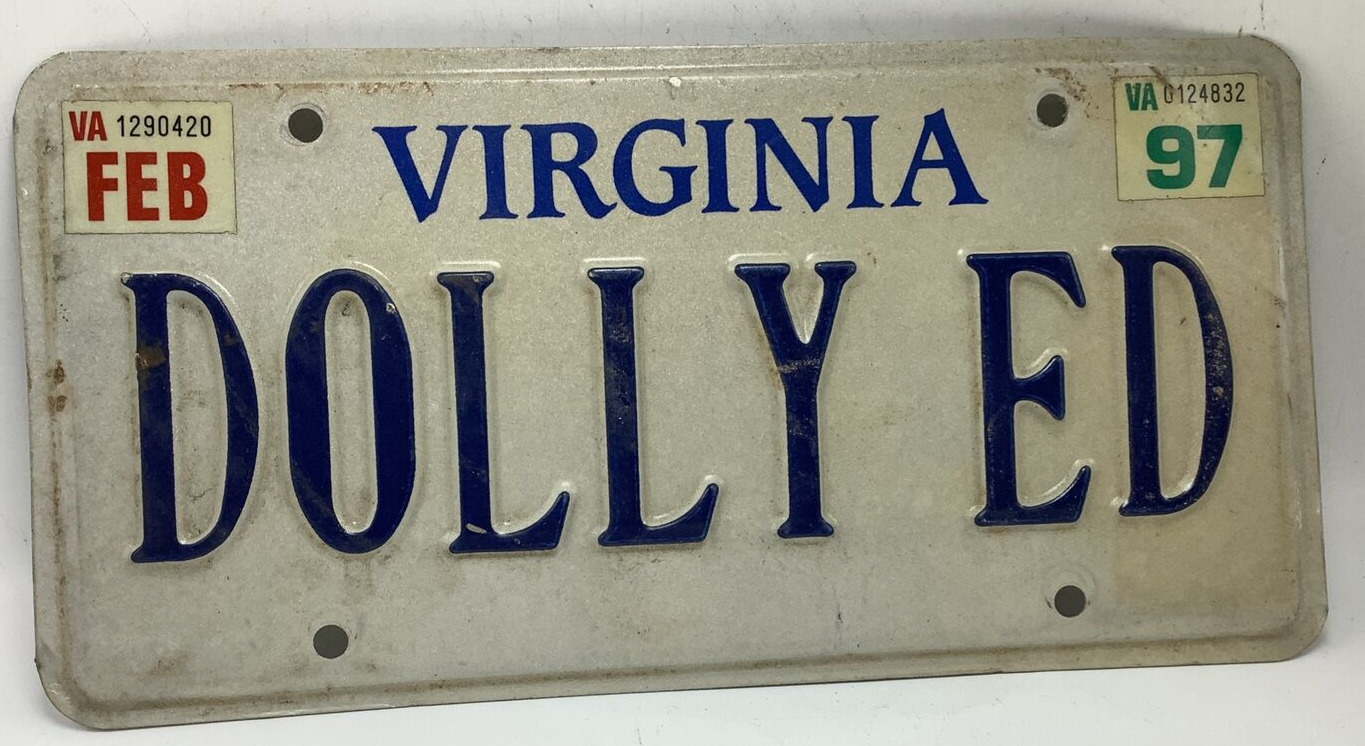 VA 1290420
FEB
VIRGINIA
VA 0124832
97
DOLLY ED